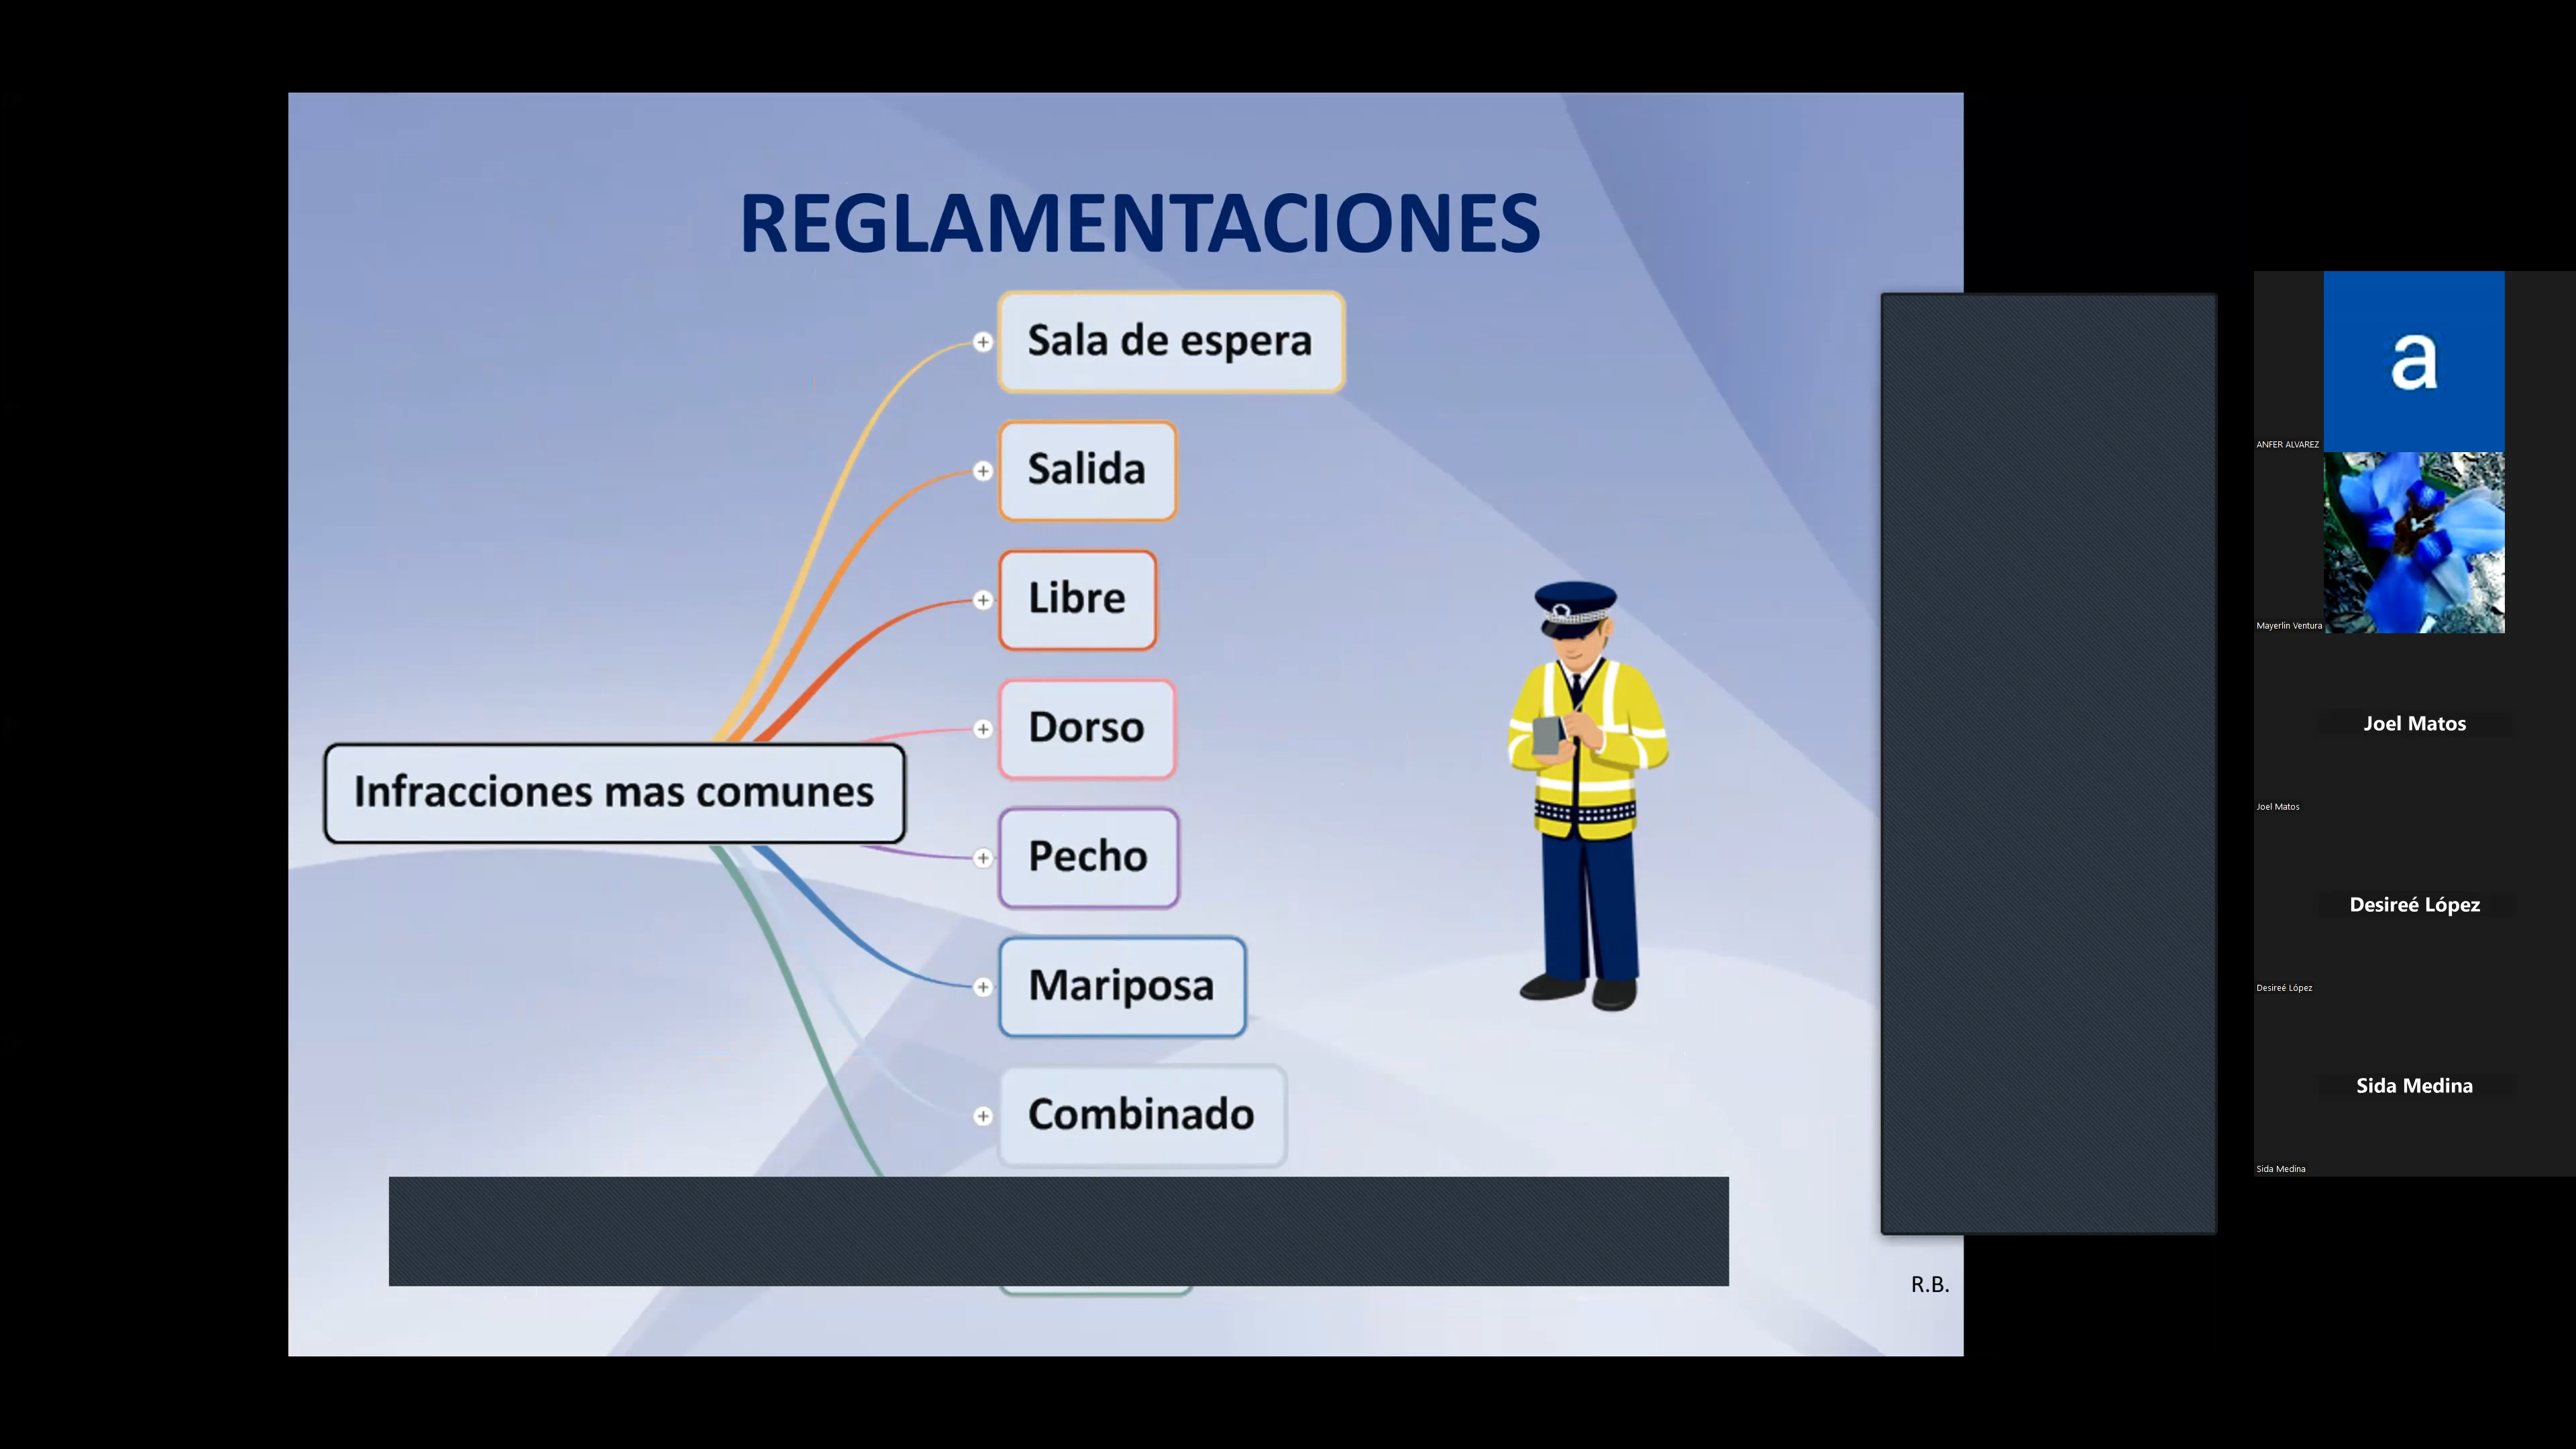 REGLAMENTACIONES
Sala de espera
Salida
Libre
Dorso
Infracciones mas comunes
Pecho
Mariposa
Combinado
R.B.
a
ANFER ALVAREZ
Mayerlin Ventura
Joel Matos
Joel Matos
Desireé López
Desireé López
Sida Medina
Sida Medina